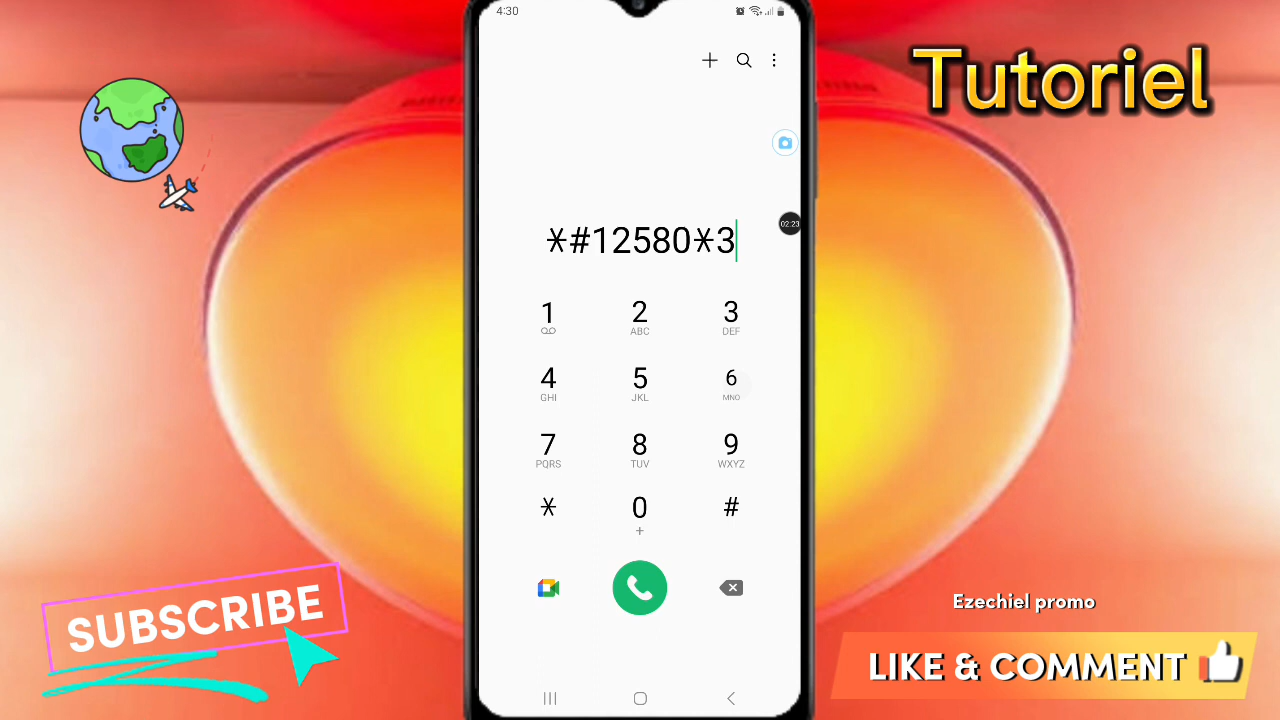 4:30
Tutoriel
02:23
*#12580*3
1
2
ABC
3
DEF
4
GHI
5
JKL
6
MNO
7
PQRS
8
TUV
9
WXYZ
*
0
+
#
SUBSCRIBE
Ezechiel promo
LIKE & COMMENT